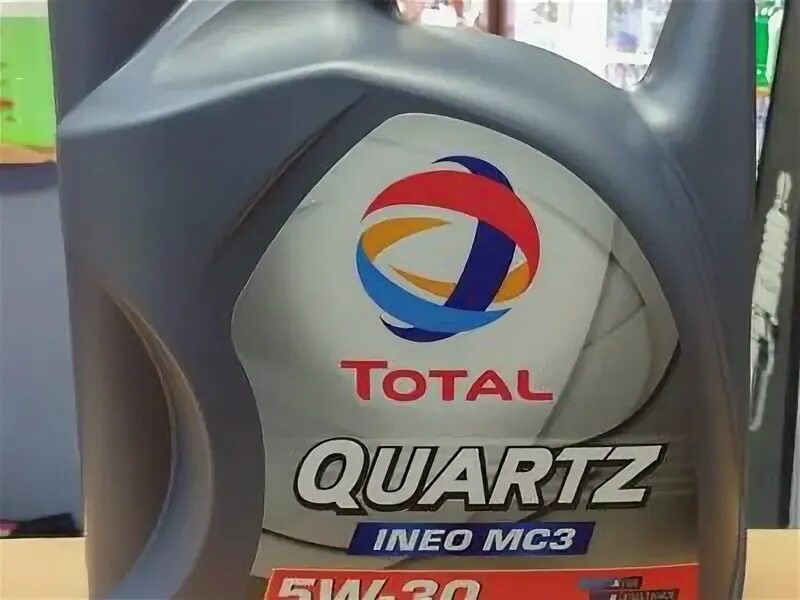 TOTAL
QUARTZ
INEO MC3
5W-30